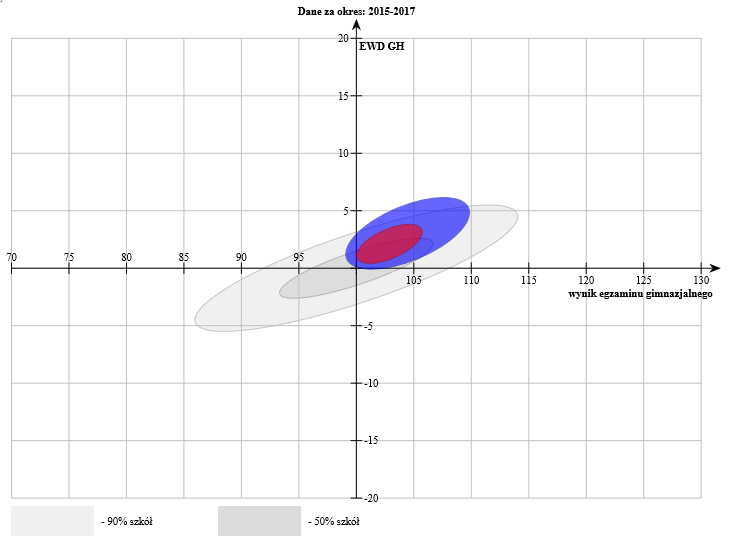 Dane za okres: 2015-2017
20
EWD GH
15
10
5
70 75 80 85 90 95 105 110 115 120 125 130
wynik egzaminu gimnazjalnego
-5
-10
-15
-20
- 90% szkół - 50% szkół